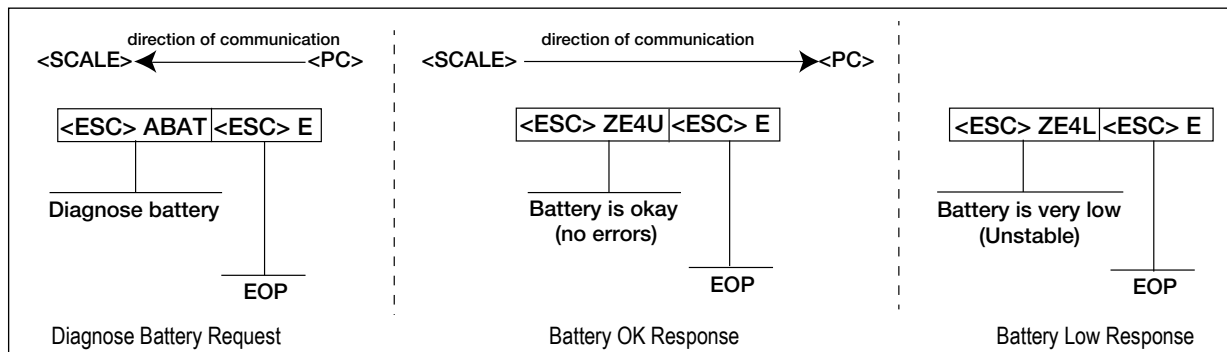 direction of communication
<SCALE> <PC>
<ESC> ABAT <ESC> E
Diagnose battery
EOP
Diagnose Battery Request
direction of communication
<SCALE> <PC>
<ESC> ZE4U <ESC> E
Battery is okay
(no errors)
EOP
Battery OK Response
<ESC> ZE4L <ESC> E
Battery is very low
(Unstable)
EOP
Battery Low Response